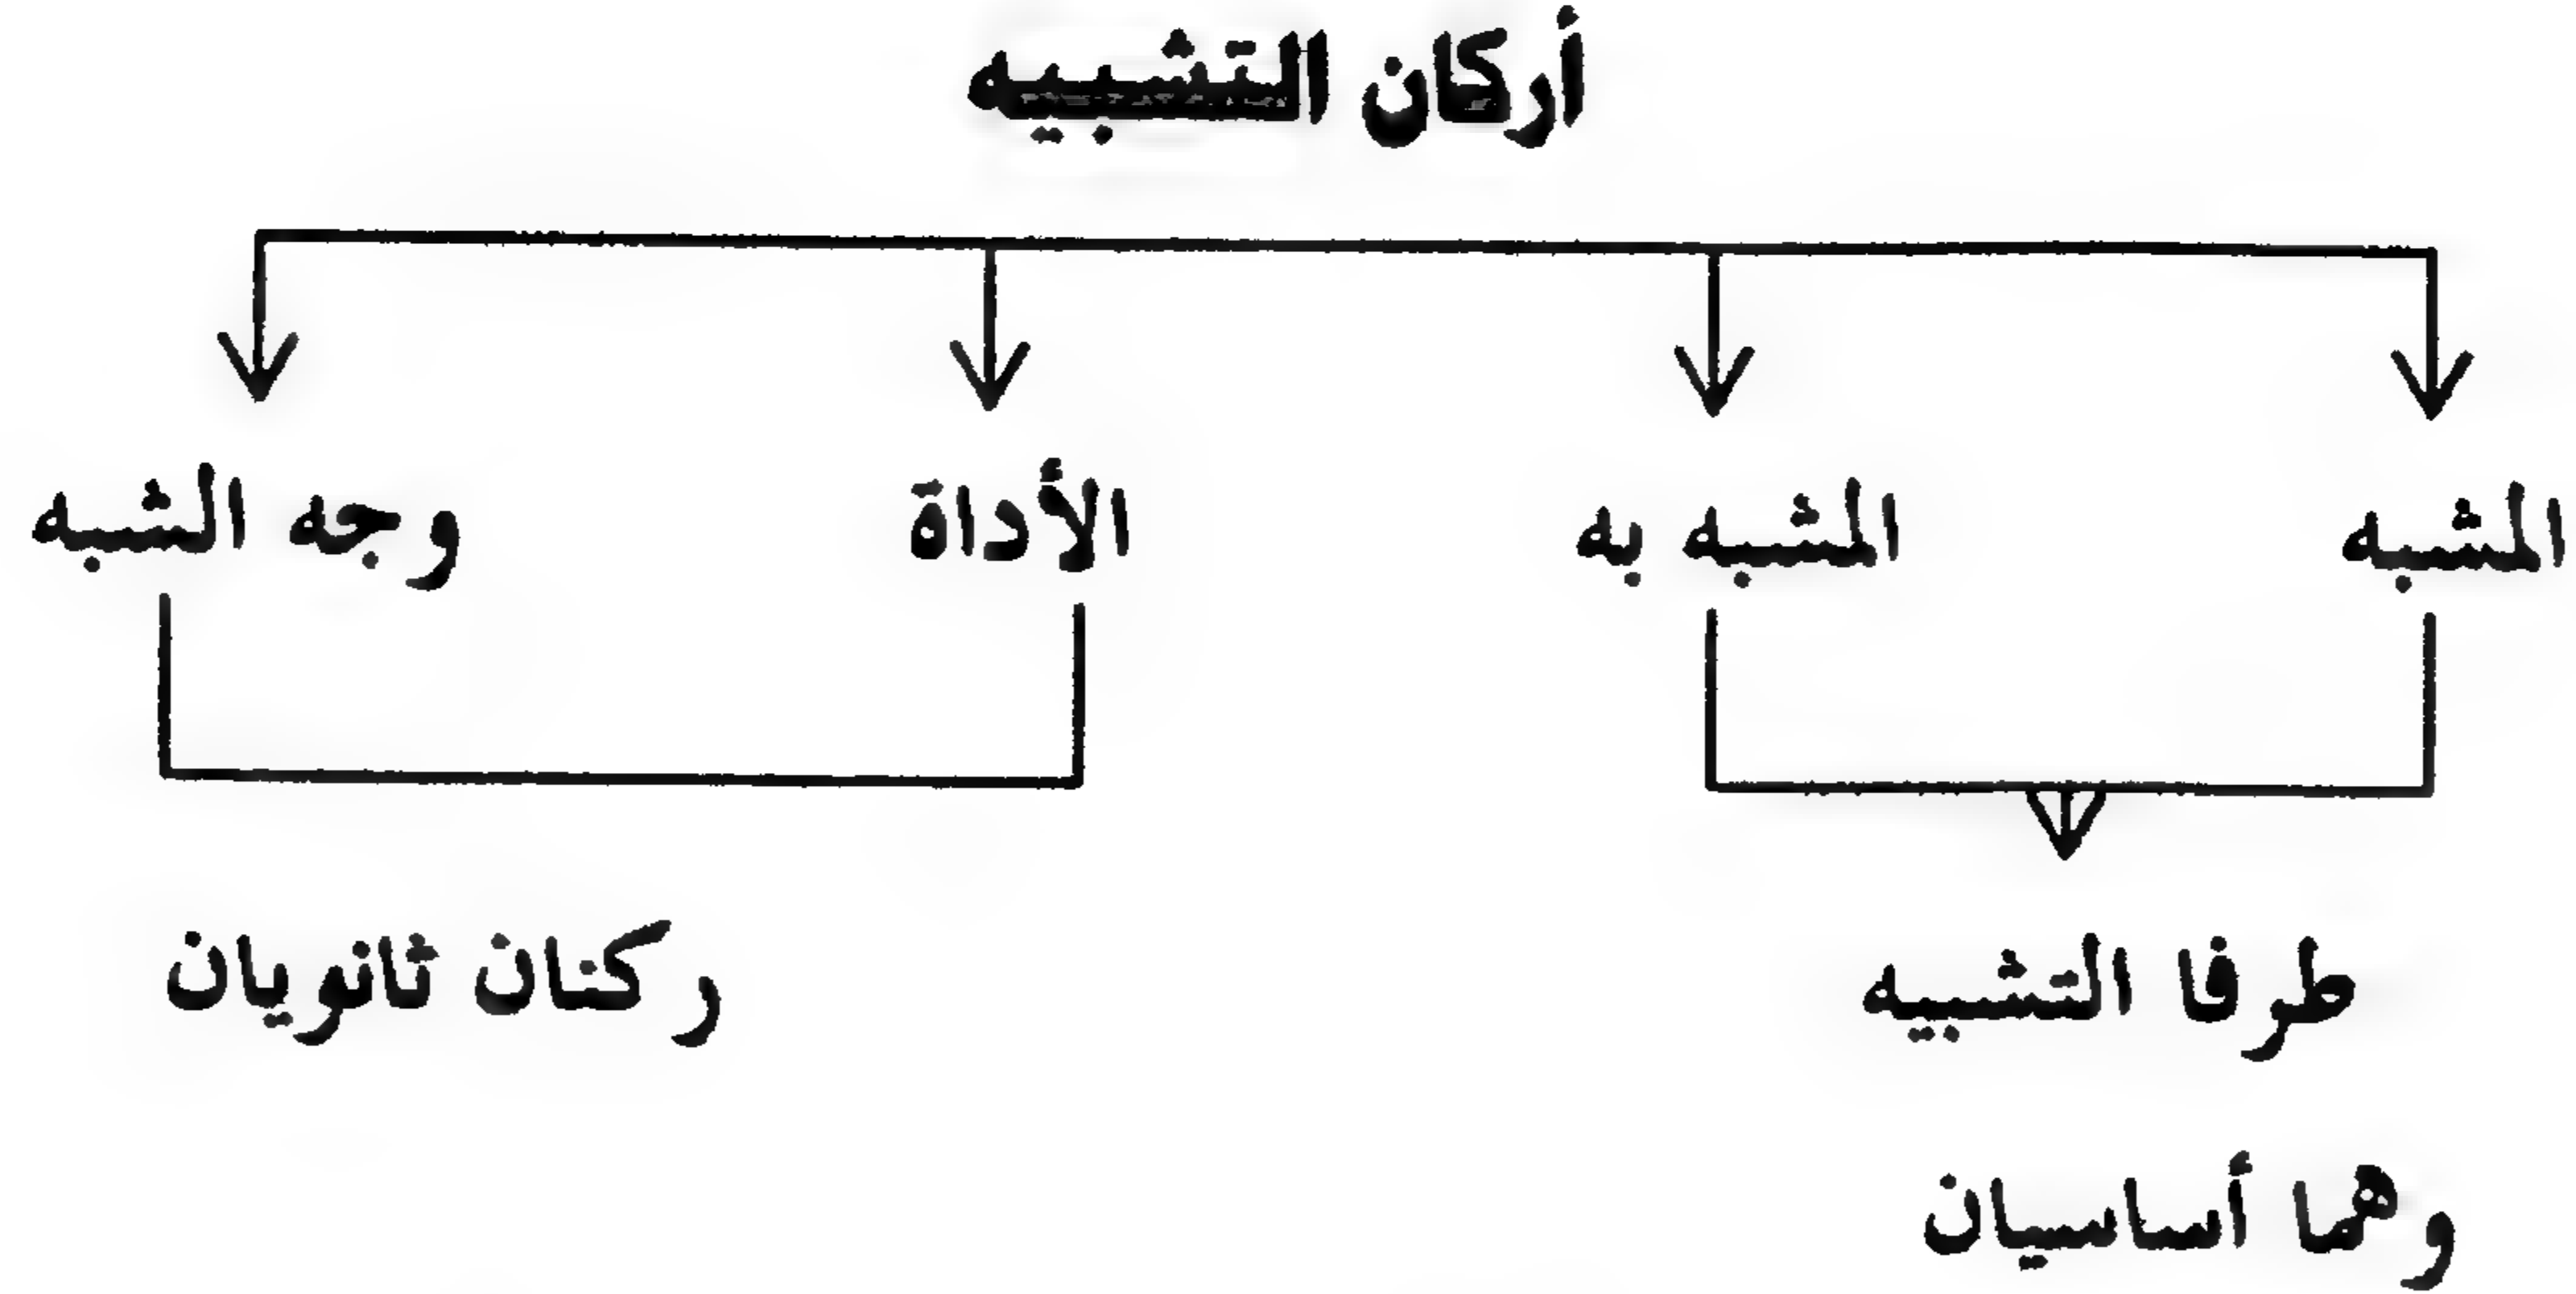 أركان التشبيه
المشبه
المشبه به
الأداة
وجه الشبه
طرفا التشبيه
وهما أساسيان
ركنان ثانويان